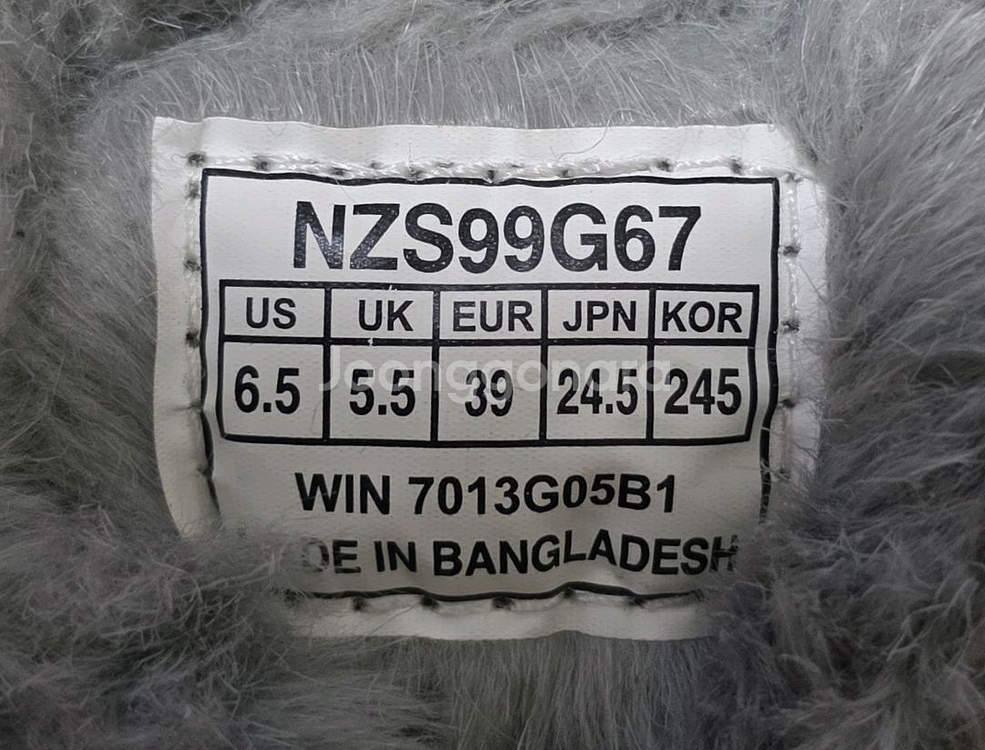 NZS99G67
US UK EUR JPN KOR
6.5 5.5 39 24.5 245
Joonggonara
WIN 7013G05B1
DE IN BANGLADESH